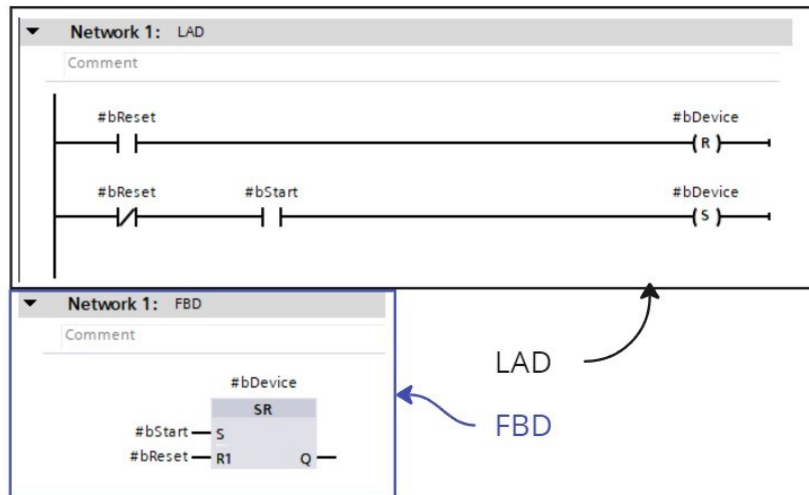 Network 1: LAD
Comment
#bReset #bDevice
R
#bReset #bStart #bDevice
S
Network 1: FBD
Comment
#bDevice
SR
#bStart S
#bReset R1 Q
LAD
FBD